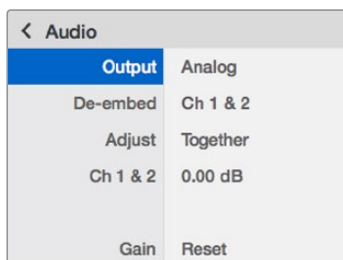 < Audio
Output Analog
De-embed Ch 1 & 2
Adjust Together
Ch 1 & 2 0.00 dB
Gain Reset